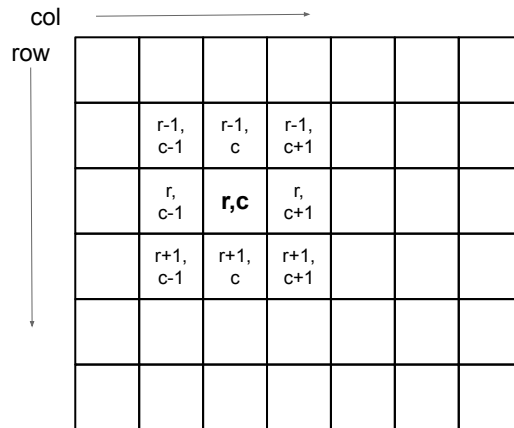 col
row
r-1, r-1, r-1,
c-1 c c+1
r, r,c r,
c-1 c+1
r+1, r+1, r+1,
c-1 c c+1